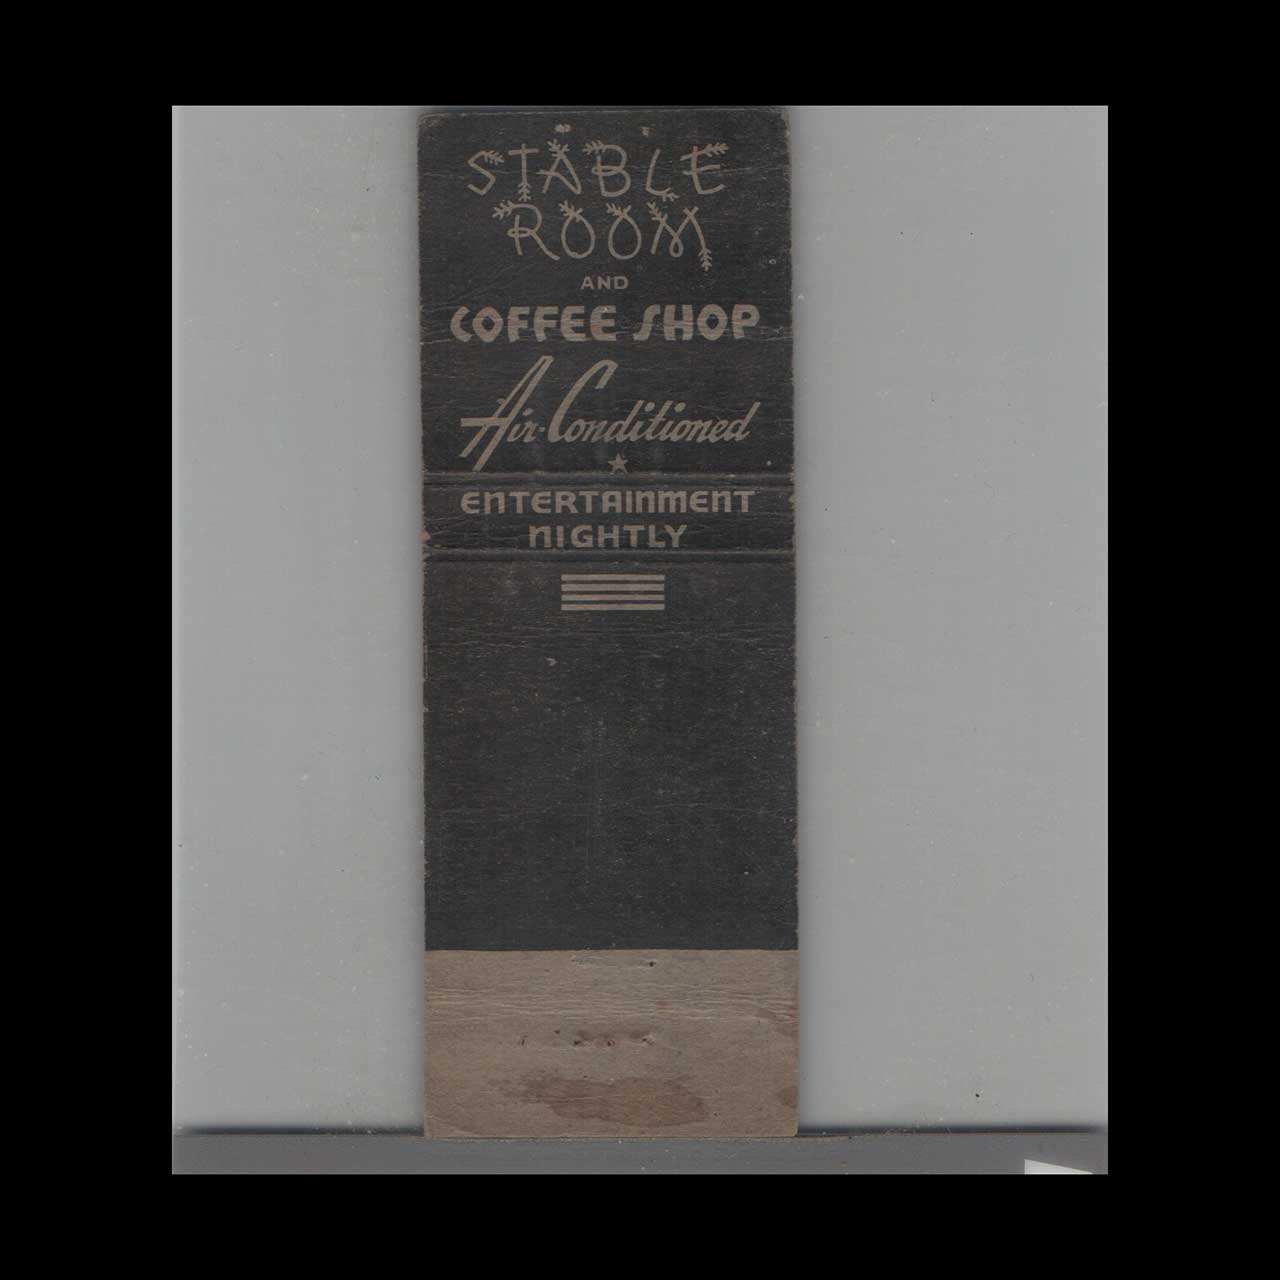 STABLE
ROOM
AND
COFFEE SHOP
Air-Conditioned
ENTERTAINMENT
NIGHTLY